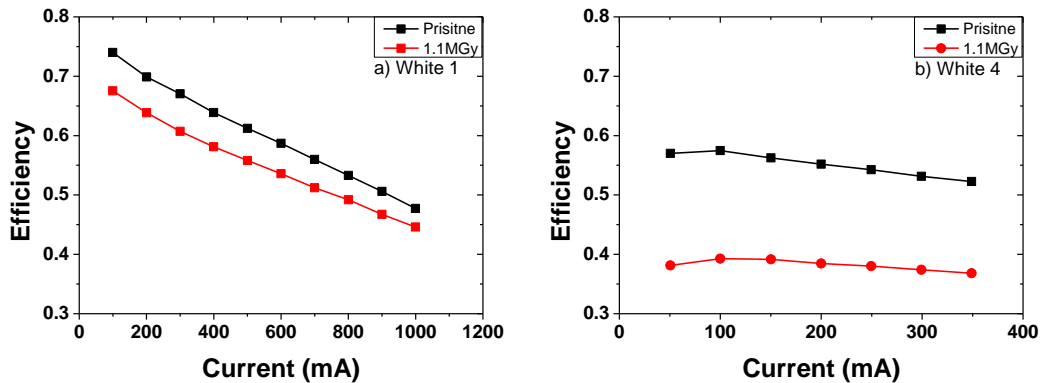 0.8
0.7
0.6
0.5
0.4
0.3
Efficiency
0
200
400
600
800
1000
1200
Current (mA)
Prisitne
1.1MGy
a) White 1
0.8
0.7
0.6
0.5
0.4
0.3
Efficiency
0
100
200
300
400
Current (mA)
Prisitne
1.1MGy
b) White 4